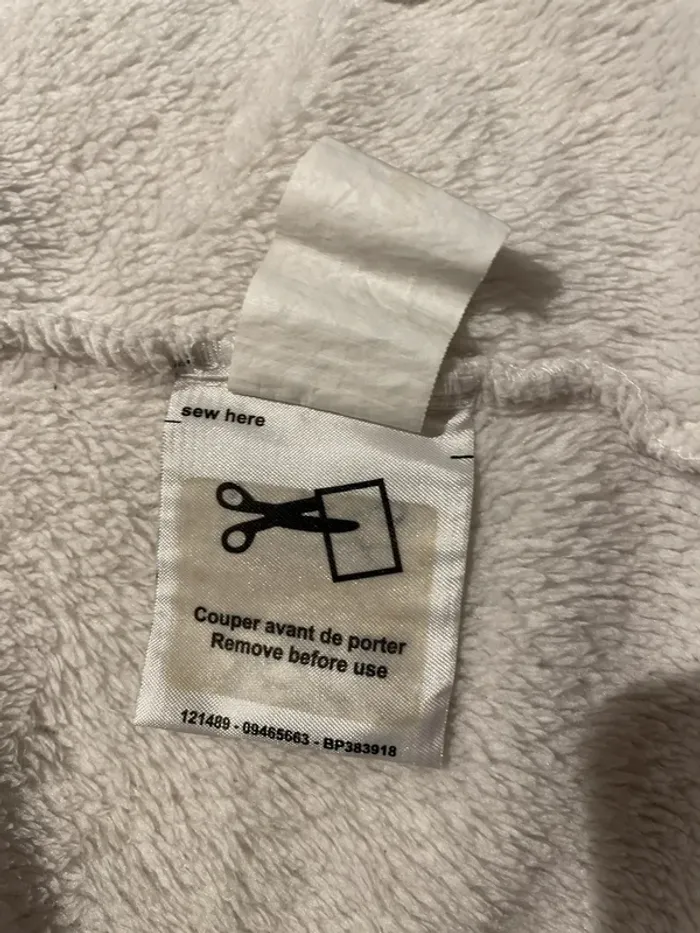 sew here
Couper avant de porter
Remove before use
121489 - 09465663 - BP383918